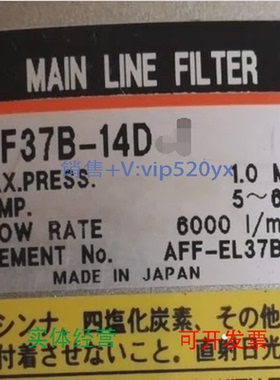 MAIN LINE FILTER
F37B-14D
銷售+V:vip520yx
X.PRESS. 1.0 M
MP. 5~6
OW RATE 6000 l/m
EMENT No. AFF-EL37B
MADE IN JAPAN
シンナ、四塩化炭素、その他
付着させないこと。直射日光
实体经营 可开发票